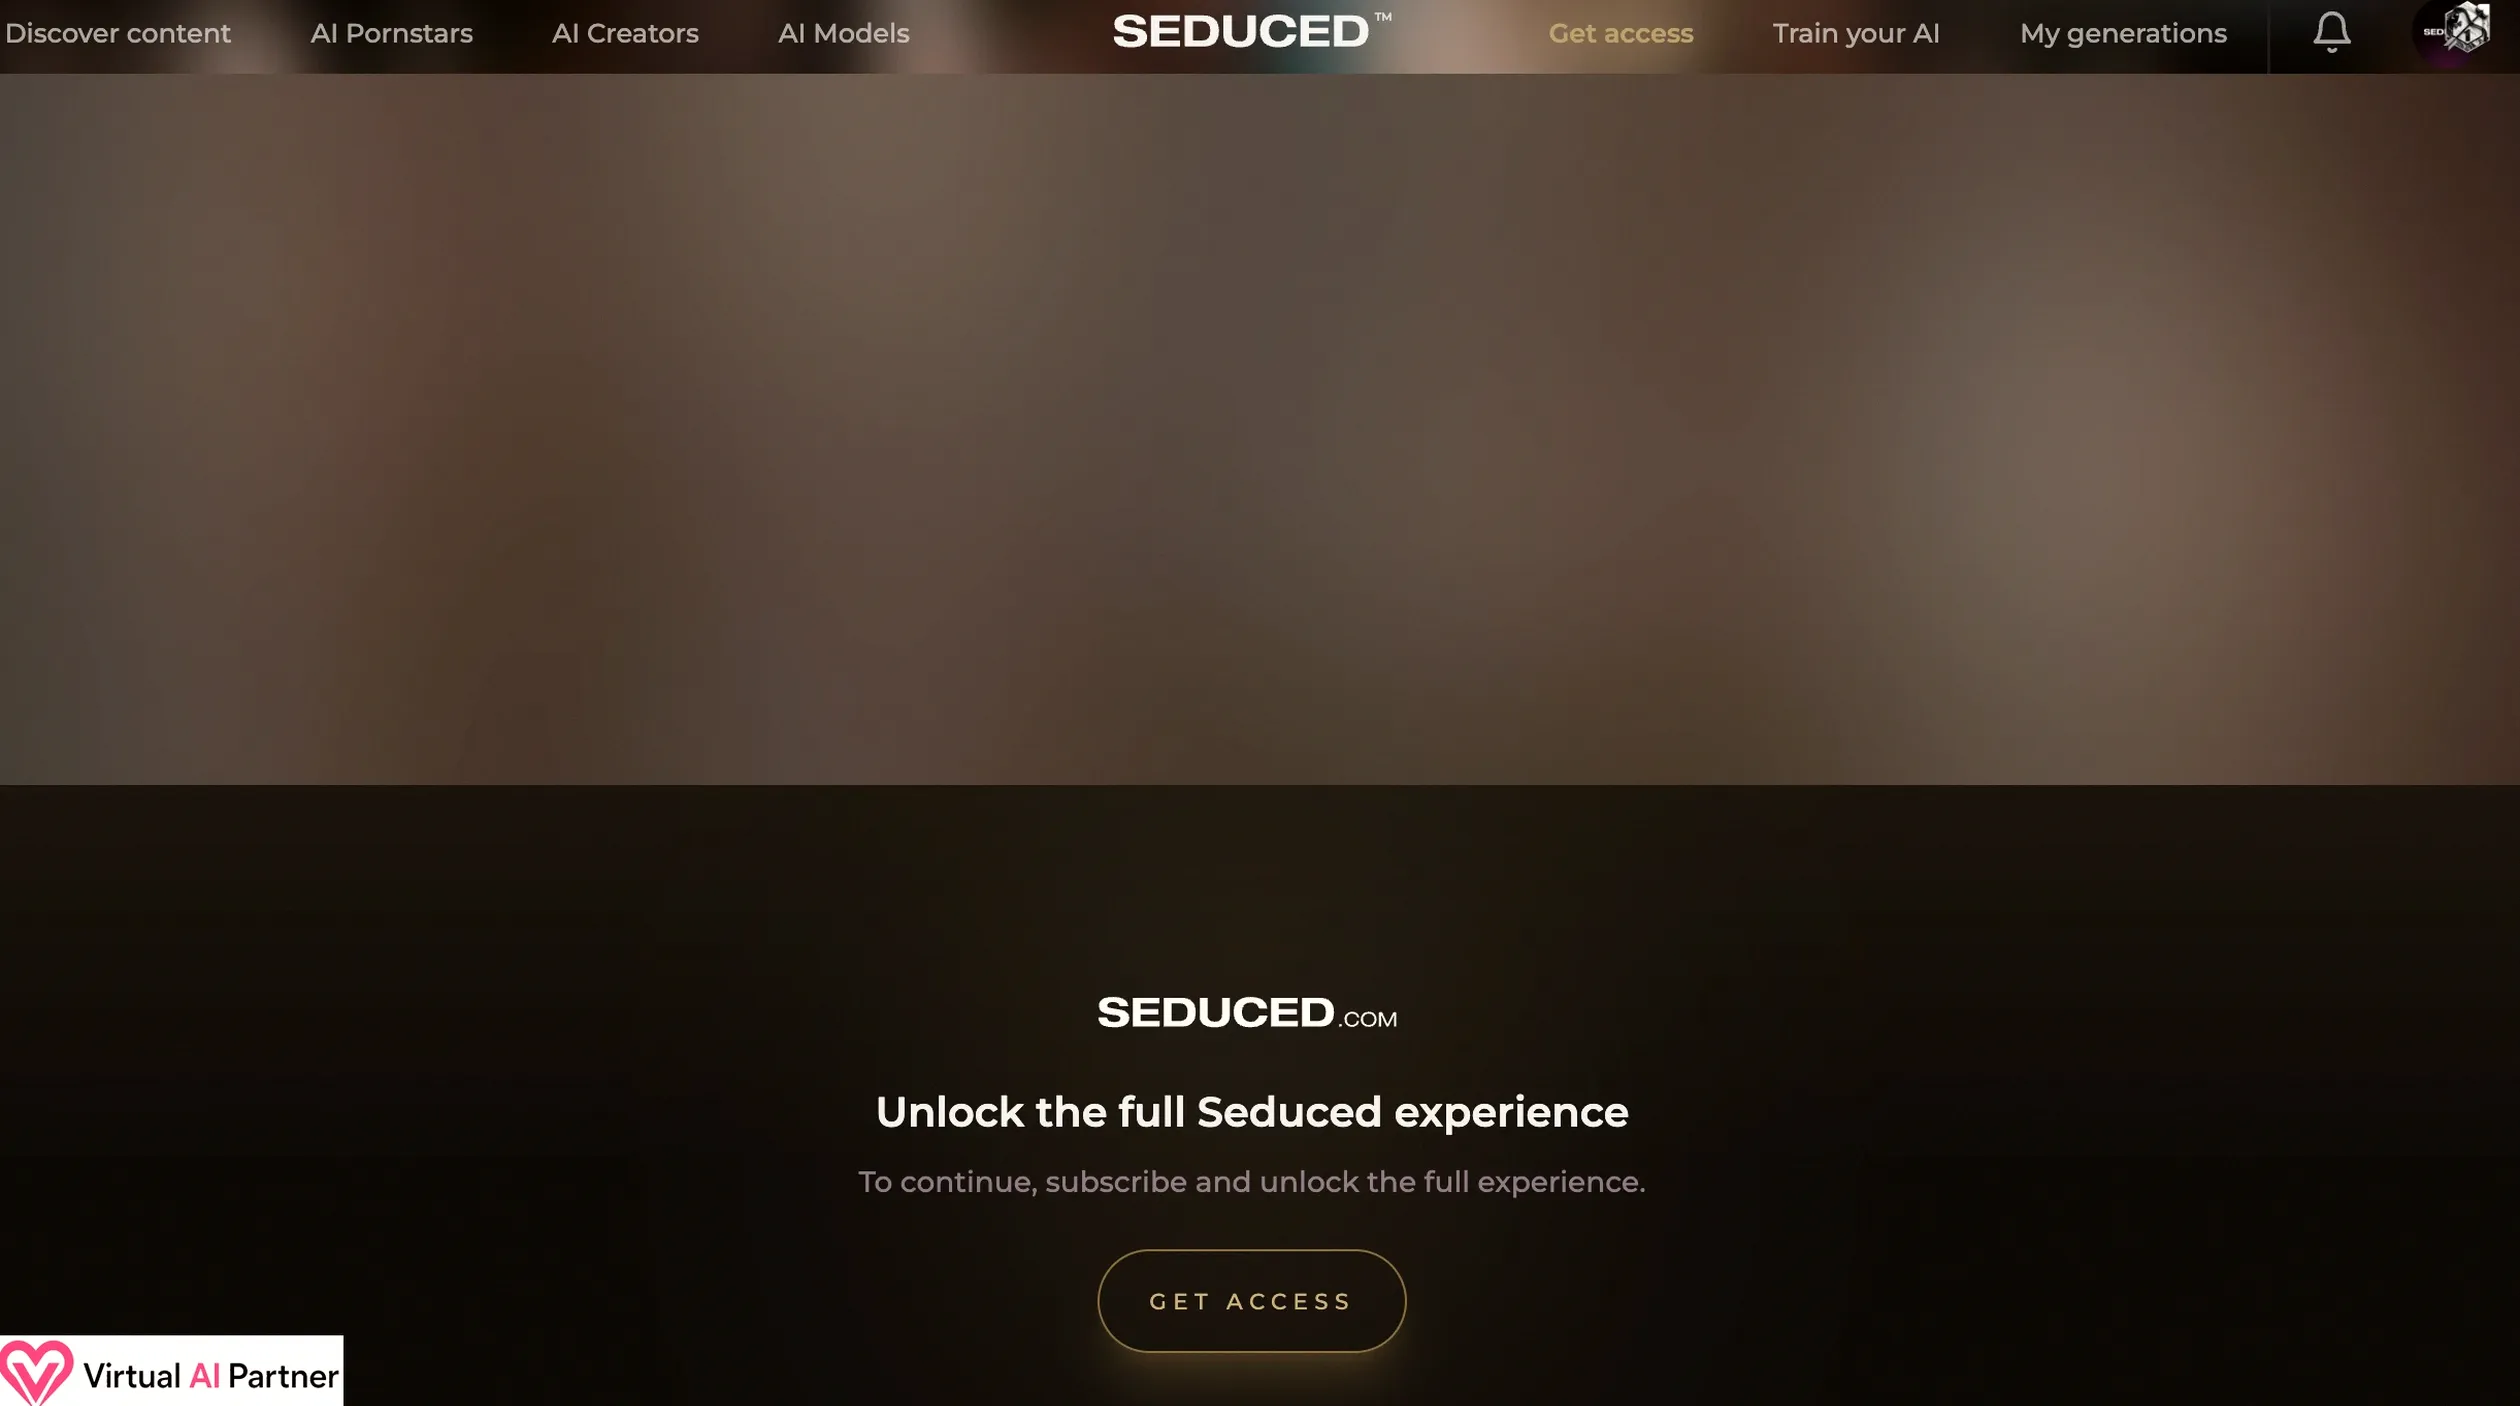 Discover content AI Pornstars AI Creators AI Models SEDUCED™ Get access Train your AI My generations SED
SEDUCED.COM
Unlock the full Seduced experience
To continue, subscribe and unlock the full experience.
GET ACCESS
Virtual AI Partner